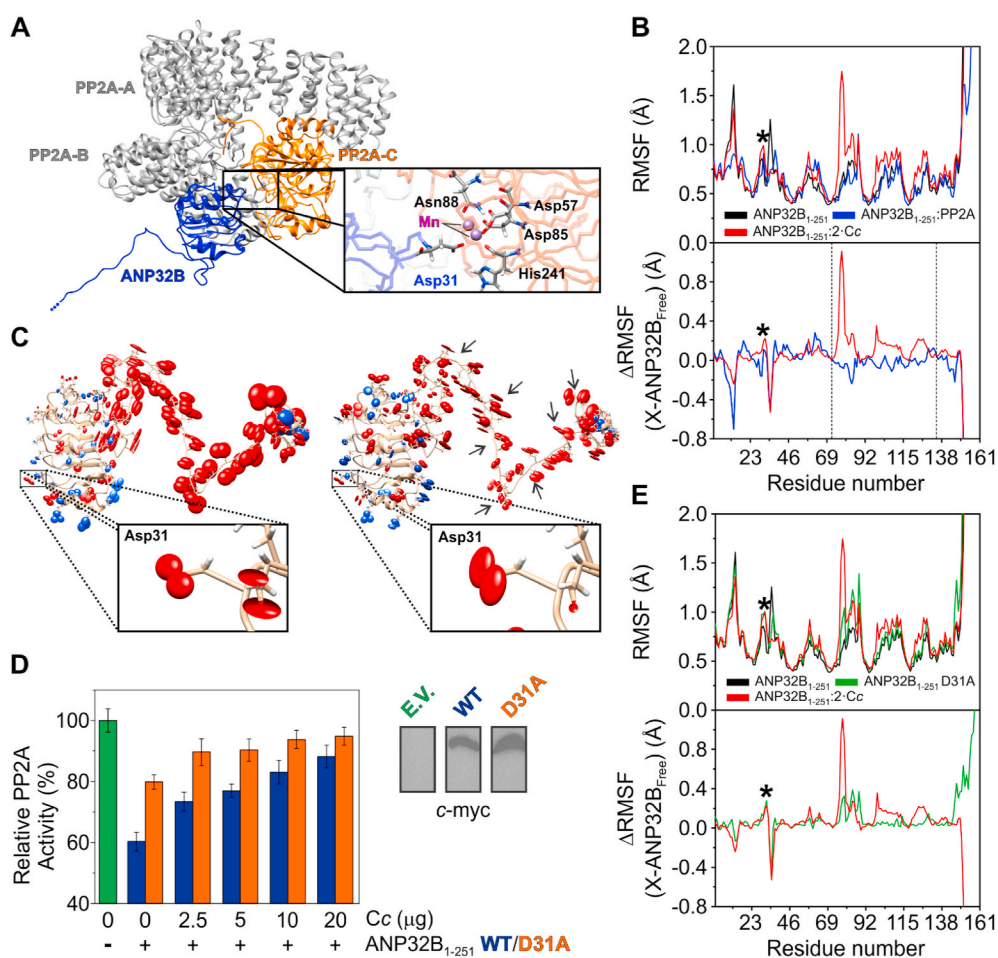 A
PP2A-A
PP2A-B
PP2A-C
ANP32B
Asn88
Mn
Asp57
Asp85
Asp31
His241
B
RMSF (Å)
2.0
1.5
1.0
0.5
*
ANP32B1-251
ANP32B1-251:PP2A
ANP32B1-251:2·Cc
ΔRMSF
(X-ANP32BFree) (Å)
0.0
0.8
0.4
0.0
-0.4
-0.8
*
23 46 69 92 115 138 161
Residue number
C
Asp31
Asp31
D
Relative PP2A
Activity (%)
100
80
60
40
0 0 2.5 5 10 20 Cc (μg)
- + + + + + ANP32B1-251 WT/D31A
E.V. WT D31A
c-myc
E
RMSF (Å)
2.0
1.5
1.0
0.5
*
ANP32B1-251
ANP32B1-251 D31A
ANP32B1-251:2·Cc
ΔRMSF
(X-ANP32BFree) (Å)
0.0
0.8
0.4
0.0
-0.4
-0.8
*
23 46 69 92 115 138 161
Residue number